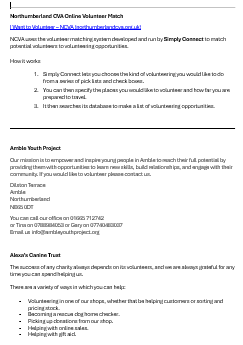 Northumberland CVA Online Volunteer Match
I Want to Volunteer – NCVA (northumberlandcva.org.uk)
NCVA uses the volunteer matching system developed and run by Simply Connect to match
potential volunteers to volunteering opportunities.
How it works
1. Simply Connect lets you choose the kind of volunteering you would like to do
from a series of pick lists and check boxes.
2. You can then specify the places you would like to volunteer and how far you are
prepared to travel.
3. It then searches its database to make a list of volunteering opportunities.
Amble Youth Project
Our mission is to empower and inspire young people in Amble to reach their full potential by
providing them with opportunities to learn new skills, build relationships, and engage with their
community. If you would like to volunteer please contact us.
Dilston Terrace
Amble
Northumberland
NE65 0DT
You can call our office on 01665 712742
or Tina on or Gary on 07740483037
Email us info@ambleyouthproject.org
Alexa's Canine Trust
The success of any charity always depends on its volunteers, and we are always grateful for any
time you can spend helping us.
There are a variety of ways in which you can help:
• Volunteering in one of our shops, whether that be helping customers or sorting and
pricing stock.
• Becoming a rescue dog home checker.
• Picking up donations from our shop.
• Helping with online sales.
• Helping with gift aid.